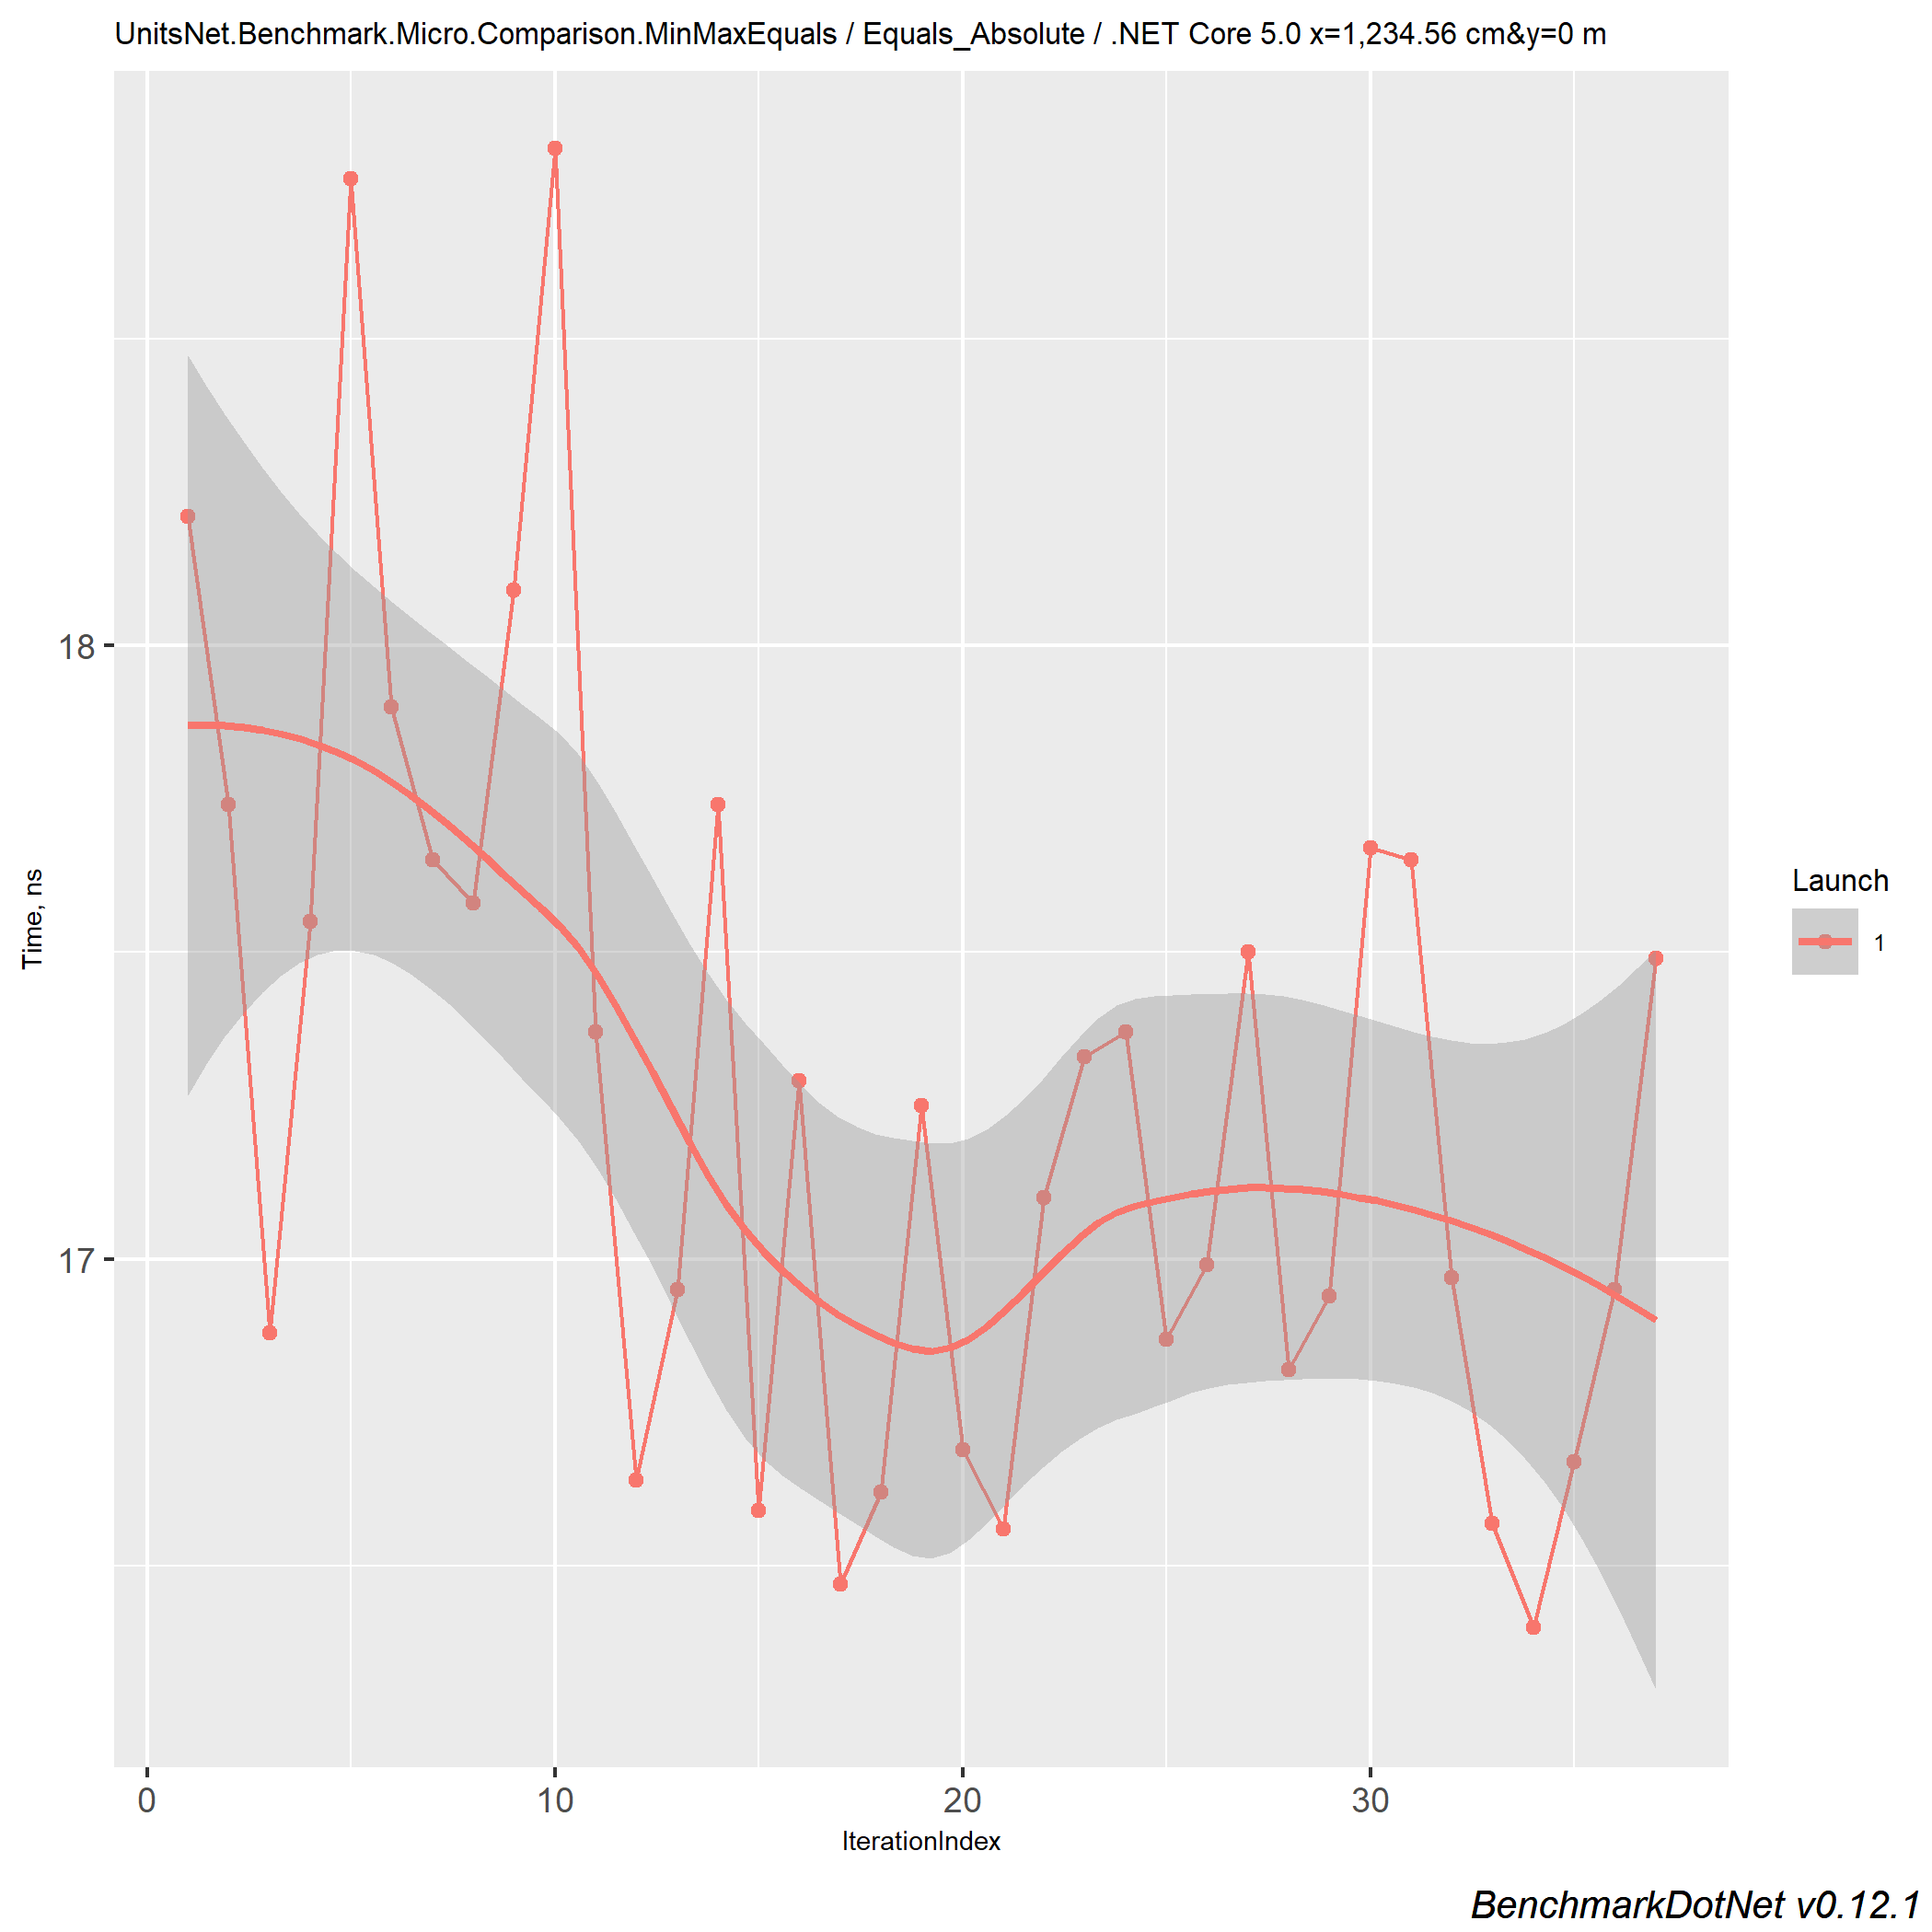 UnitsNet.Benchmark.Micro.Comparison.MinMaxEquals / Equals_Absolute / .NET Core 5.0 x=1,234.56 cm&y=0 m
18
17
Time, ns
0 10 20 30
IterationIndex
Launch
1
BenchmarkDotNet v0.12.1